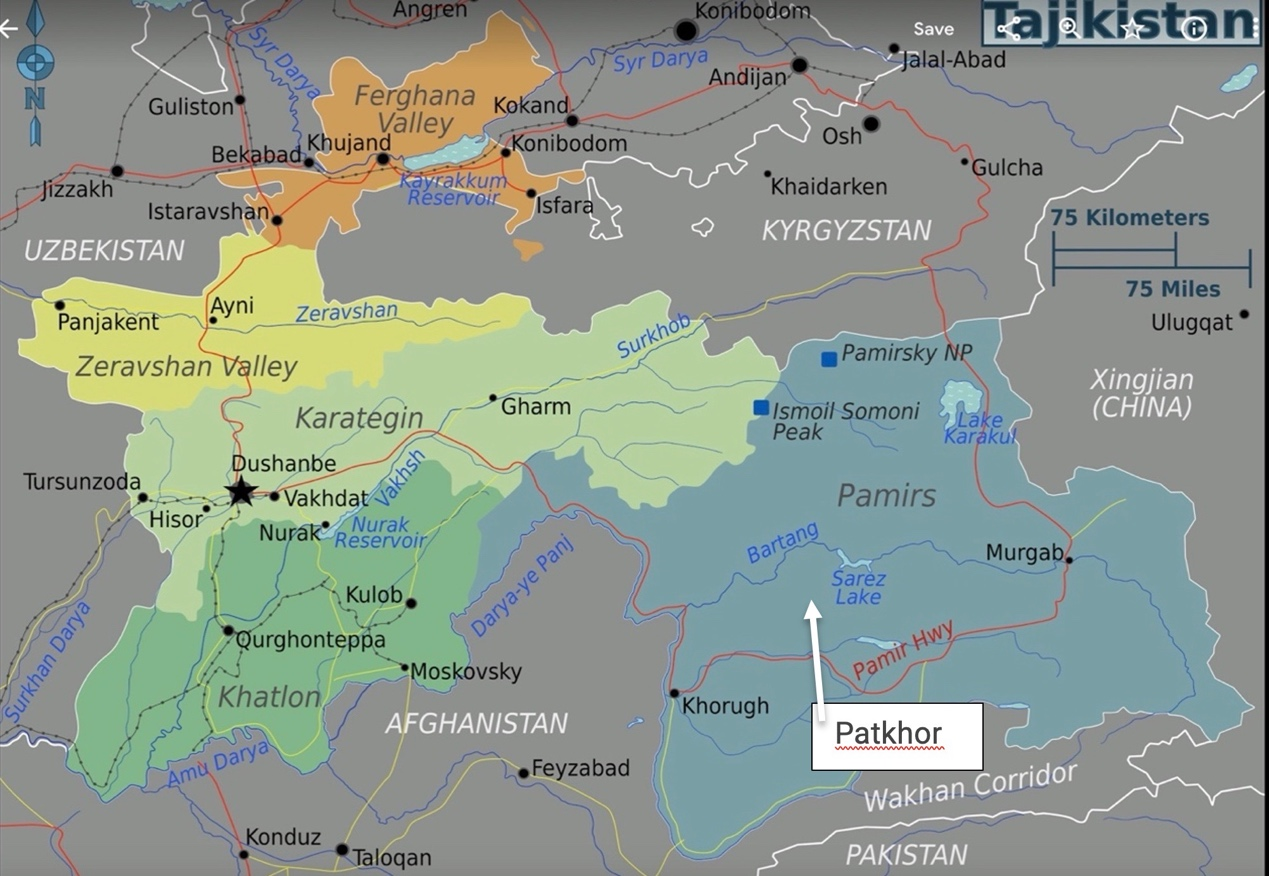 Angren
Konibodom
Save
Tajikistan
Syr Darya
Syr Darya
Jalal-Abad
Andijan
Ferghana
Valley
Guliston
Kokand
Osh
Khujand
Konibodom
Bekabad
Gulcha
Jizzakh
Kayrakkum
Reservoir
Khaidarken
Isfara
Istaravshan
75 Kilometers
UZBEKISTAN
KYRGYZSTAN
75 Miles
Ayni
Zeravshan
Panjakent
Surkhob
Ulugqat
Zeravshan Valley
Pamirsky NP
Xingjian
(CHINA)
Karategin
Gharm
Ismoil Somoni
Peak
Lake
Karakul
Dushanbe
Tursunzoda
Vakhsh
Vakhdat
Pamirs
Hisor
Nurak
Nurak
Reservoir
Bartang
Murgab
Darya-ye Panj
Sarez
Lake
Kulob
Surkhan Darya
Qurghonteppa
Pamir Hwy
Moskovsky
Khatlon
Khorugh
AFGHANISTAN
Patkhor
Amu Darya
Feyzabad
Wakhan Corridor
Konduz
Taloqan
PAKISTAN
N